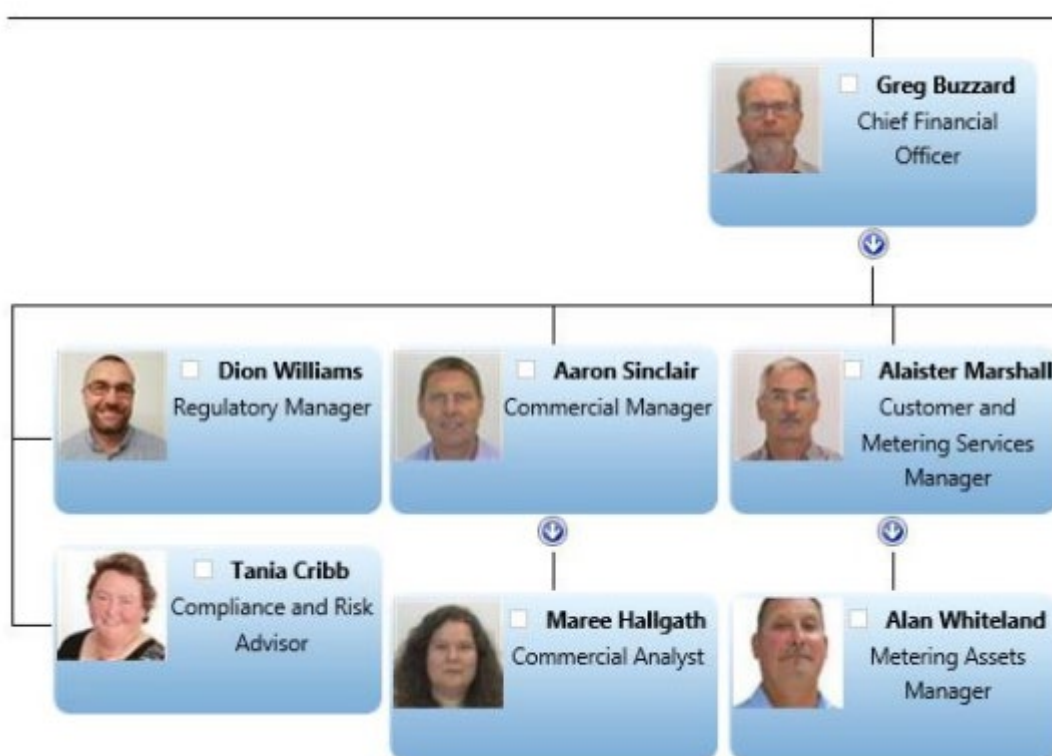 Greg Buzzard
Chief Financial
Officer
Dion Williams
Regulatory Manager
Aaron Sinclair
Commercial Manager
Alaister Marshall
Customer and
Metering Services
Manager
Tania Cribb
Compliance and Risk
Advisor
Maree Hallgath
Commercial Analyst
Alan Whiteland
Metering Assets
Manager